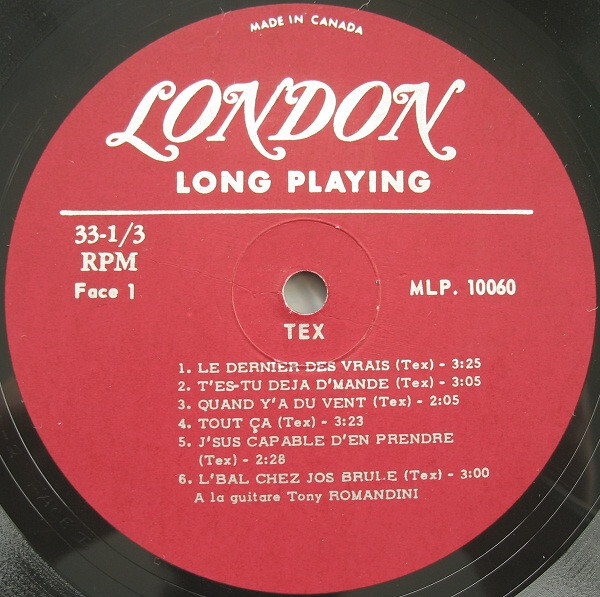 MADE IN CANADA
LONDON
LONG PLAYING
33-1/3
RPM
Face 1
MLP. 10060
TEX
1. LE DERNIER DES VRAIS (Tex) - 3:25
2. T'ES-TU DEJA D'MANDE (Tex) - 3:05
3. QUAND Y'A DU VENT (Tex) - 2:05
4. TOUT ÇA (Tex) - 3:23
5. J'SUS CAPABLE D'EN PRENDRE
(Tex) - 2:28
6. L'BAL CHEZ JOS BRULE (Tex) - 3:00
A la guitare Tony ROMANDINI